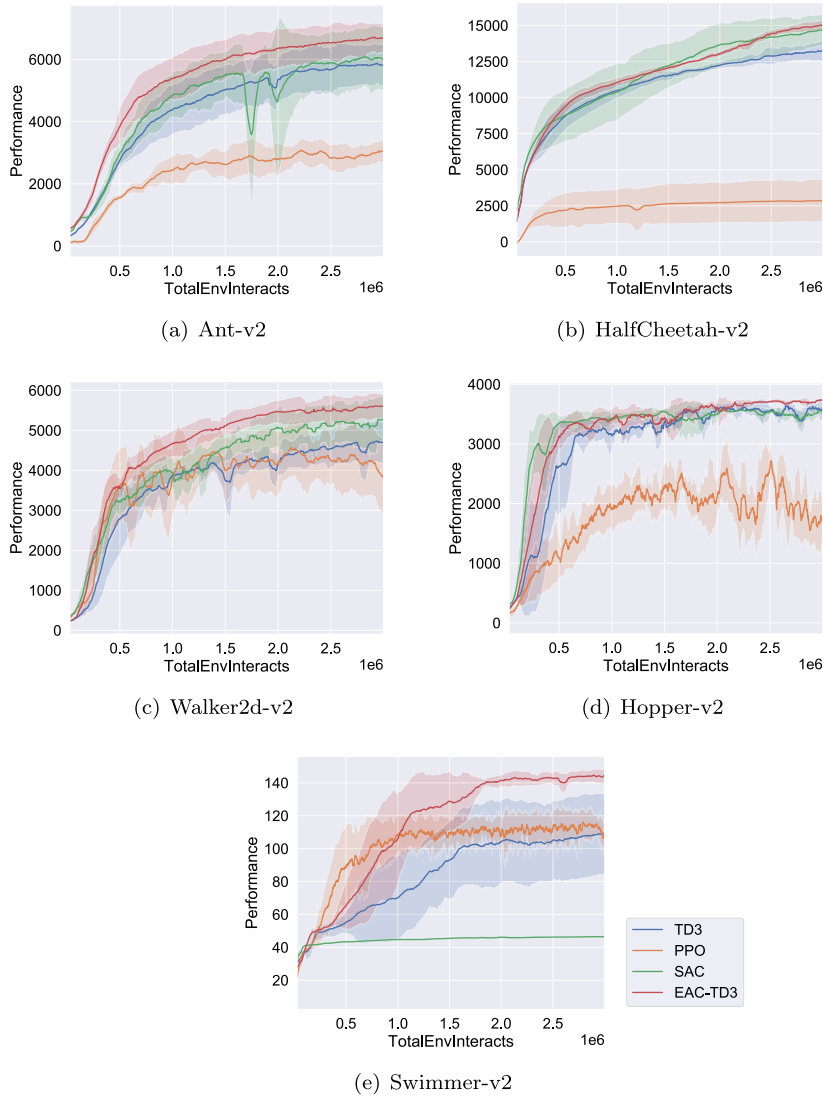 6000
4000
2000
0
Performance
0.5 1.0 1.5 2.0 2.5
1e6
TotalEnvInteracts
(a) Ant-v2
15000
12500
10000
7500
5000
2500
0
Performance
0.5 1.0 1.5 2.0 2.5
1e6
TotalEnvInteracts
(b) HalfCheetah-v2
6000
5000
4000
3000
2000
1000
0
Performance
0.5 1.0 1.5 2.0 2.5
1e6
TotalEnvInteracts
(c) Walker2d-v2
4000
3000
2000
1000
0
Performance
0.5 1.0 1.5 2.0 2.5
1e6
TotalEnvInteracts
(d) Hopper-v2
140
120
100
80
60
40
20
Performance
0.5 1.0 1.5 2.0 2.5
1e6
TotalEnvInteracts
TD3
PPO
SAC
EAC-TD3
(e) Swimmer-v2